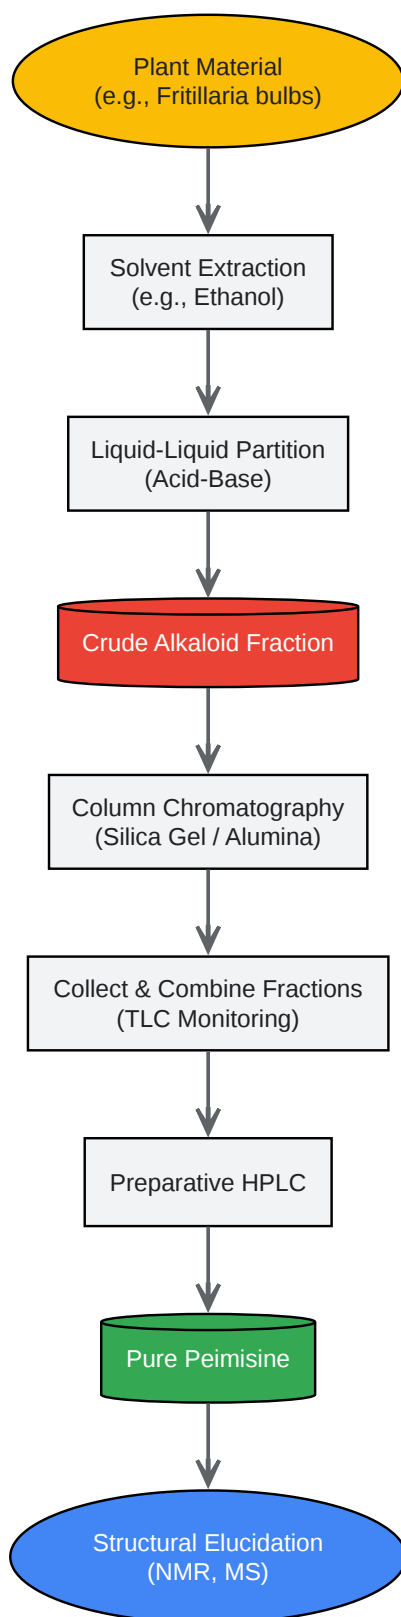 Plant Material
(e.g., Fritillaria bulbs)
Solvent Extraction
(e.g., Ethanol)
Liquid-Liquid Partition
(Acid-Base)
Crude Alkaloid Fraction
Column Chromatography
(Silica Gel / Alumina)
Collect & Combine Fractions
(TLC Monitoring)
Preparative HPLC
Pure Peimisine
Structural Elucidation
(NMR, MS)